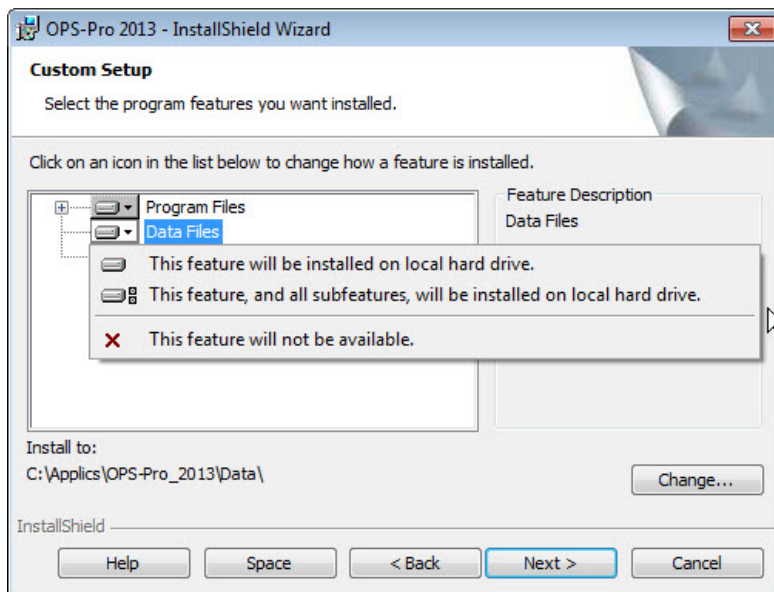 OPS-Pro 2013 - InstallShield Wizard
Custom Setup
Select the program features you want installed.
Click on an icon in the list below to change how a feature is installed.
Program Files
Data Files
Feature Description
Data Files
This feature will be installed on local hard drive.
This feature, and all subfeatures, will be installed on local hard drive.
This feature will not be available.
Install to:
C:\Applics\OPS-Pro_2013\Data\
Change...
InstallShield
Help
Space
< Back
Next >
Cancel